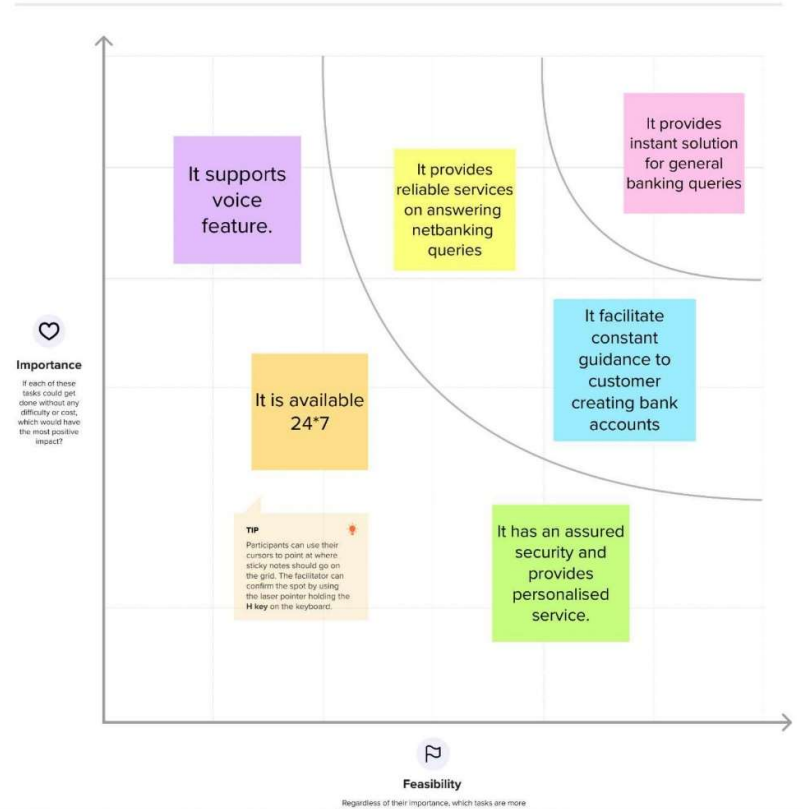 It provides
instant solution
for general
banking queries
It supports
voice
feature.
It provides
reliable services
on answering
netbanking
queries
It facilitate
constant
guidance to
customer
creating bank
accounts
Importance
If each of these
tasks could get
done without any
difficulty or cost,
which would have
the most positive
impact?
It is available
24*7
It has an assured
security and
provides
personalised
service.
TIP
Participants can use their
cursors to point at where
sticky notes should go on
the grid. The facilitator can
confirm the spot by using
the laser pointer holding the
H key on the keyboard.
Feasibility
Regardless of their importance, which tasks are more